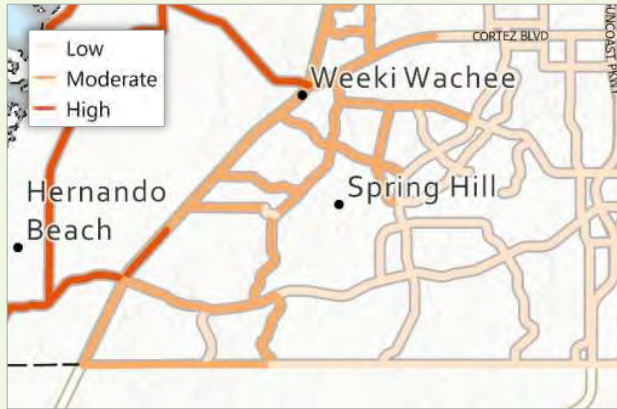 Low
Moderate
High
CORTEZ BLVD
Weeki Wachee
Hernando
Beach
Spring Hill